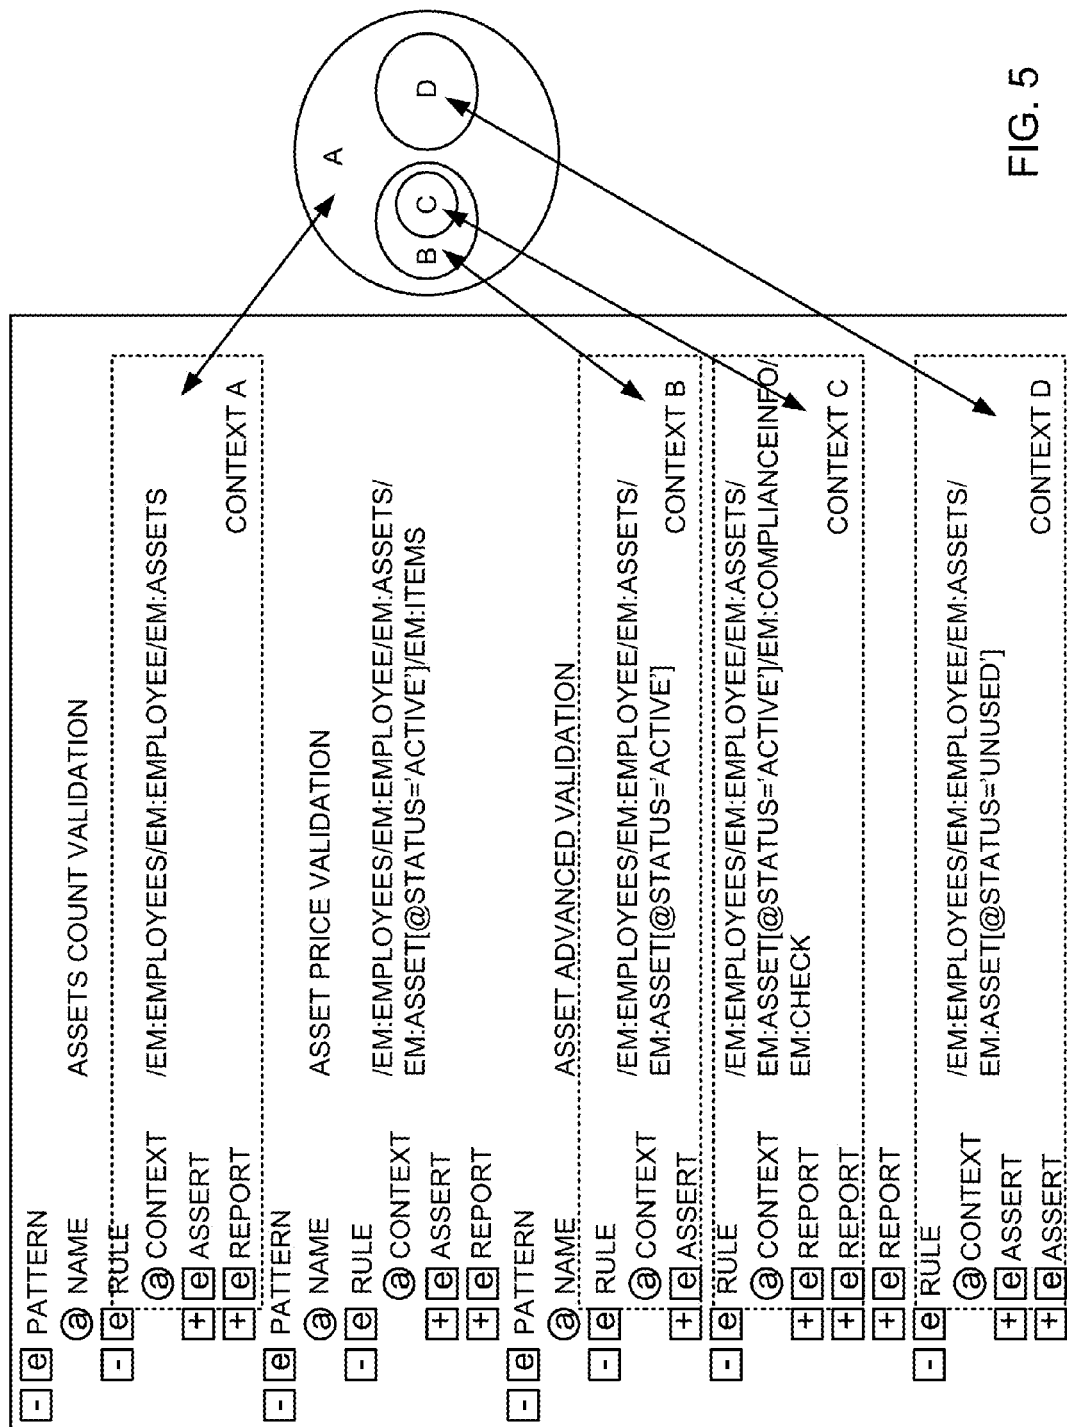 - e PATTERN
@ NAME ASSETS COUNT VALIDATION
- e RULE
@ CONTEXT /EM:EMPLOYEES/EM:EMPLOYEE/EM:ASSETS
+ e ASSERT
+ e REPORT CONTEXT A
- e PATTERN
@ NAME ASSET PRICE VALIDATION
- e RULE
@ CONTEXT /EM:EMPLOYEES/EM:EMPLOYEE/EM:ASSETS/
EM:ASSET[@STATUS='ACTIVE']/EM:ITEMS
+ e ASSERT
+ e REPORT
- e PATTERN
@ NAME ASSET ADVANCED VALIDATION
- e RULE
@ CONTEXT /EM:EMPLOYEES/EM:EMPLOYEE/EM:ASSETS/
EM:ASSET[@STATUS='ACTIVE']
+ e ASSERT CONTEXT B
- e RULE
@ CONTEXT /EM:EMPLOYEES/EM:EMPLOYEE/EM:ASSETS/
EM:ASSET[@STATUS='ACTIVE']/EM:COMPLIANCEINFO/
EM:CHECK
+ e REPORT
+ e REPORT CONTEXT C
+ e REPORT
- e RULE
@ CONTEXT /EM:EMPLOYEES/EM:EMPLOYEE/EM:ASSETS/
EM:ASSET[@STATUS='UNUSED']
+ e ASSERT
+ e ASSERT CONTEXT D
A
B
C
D
FIG. 5